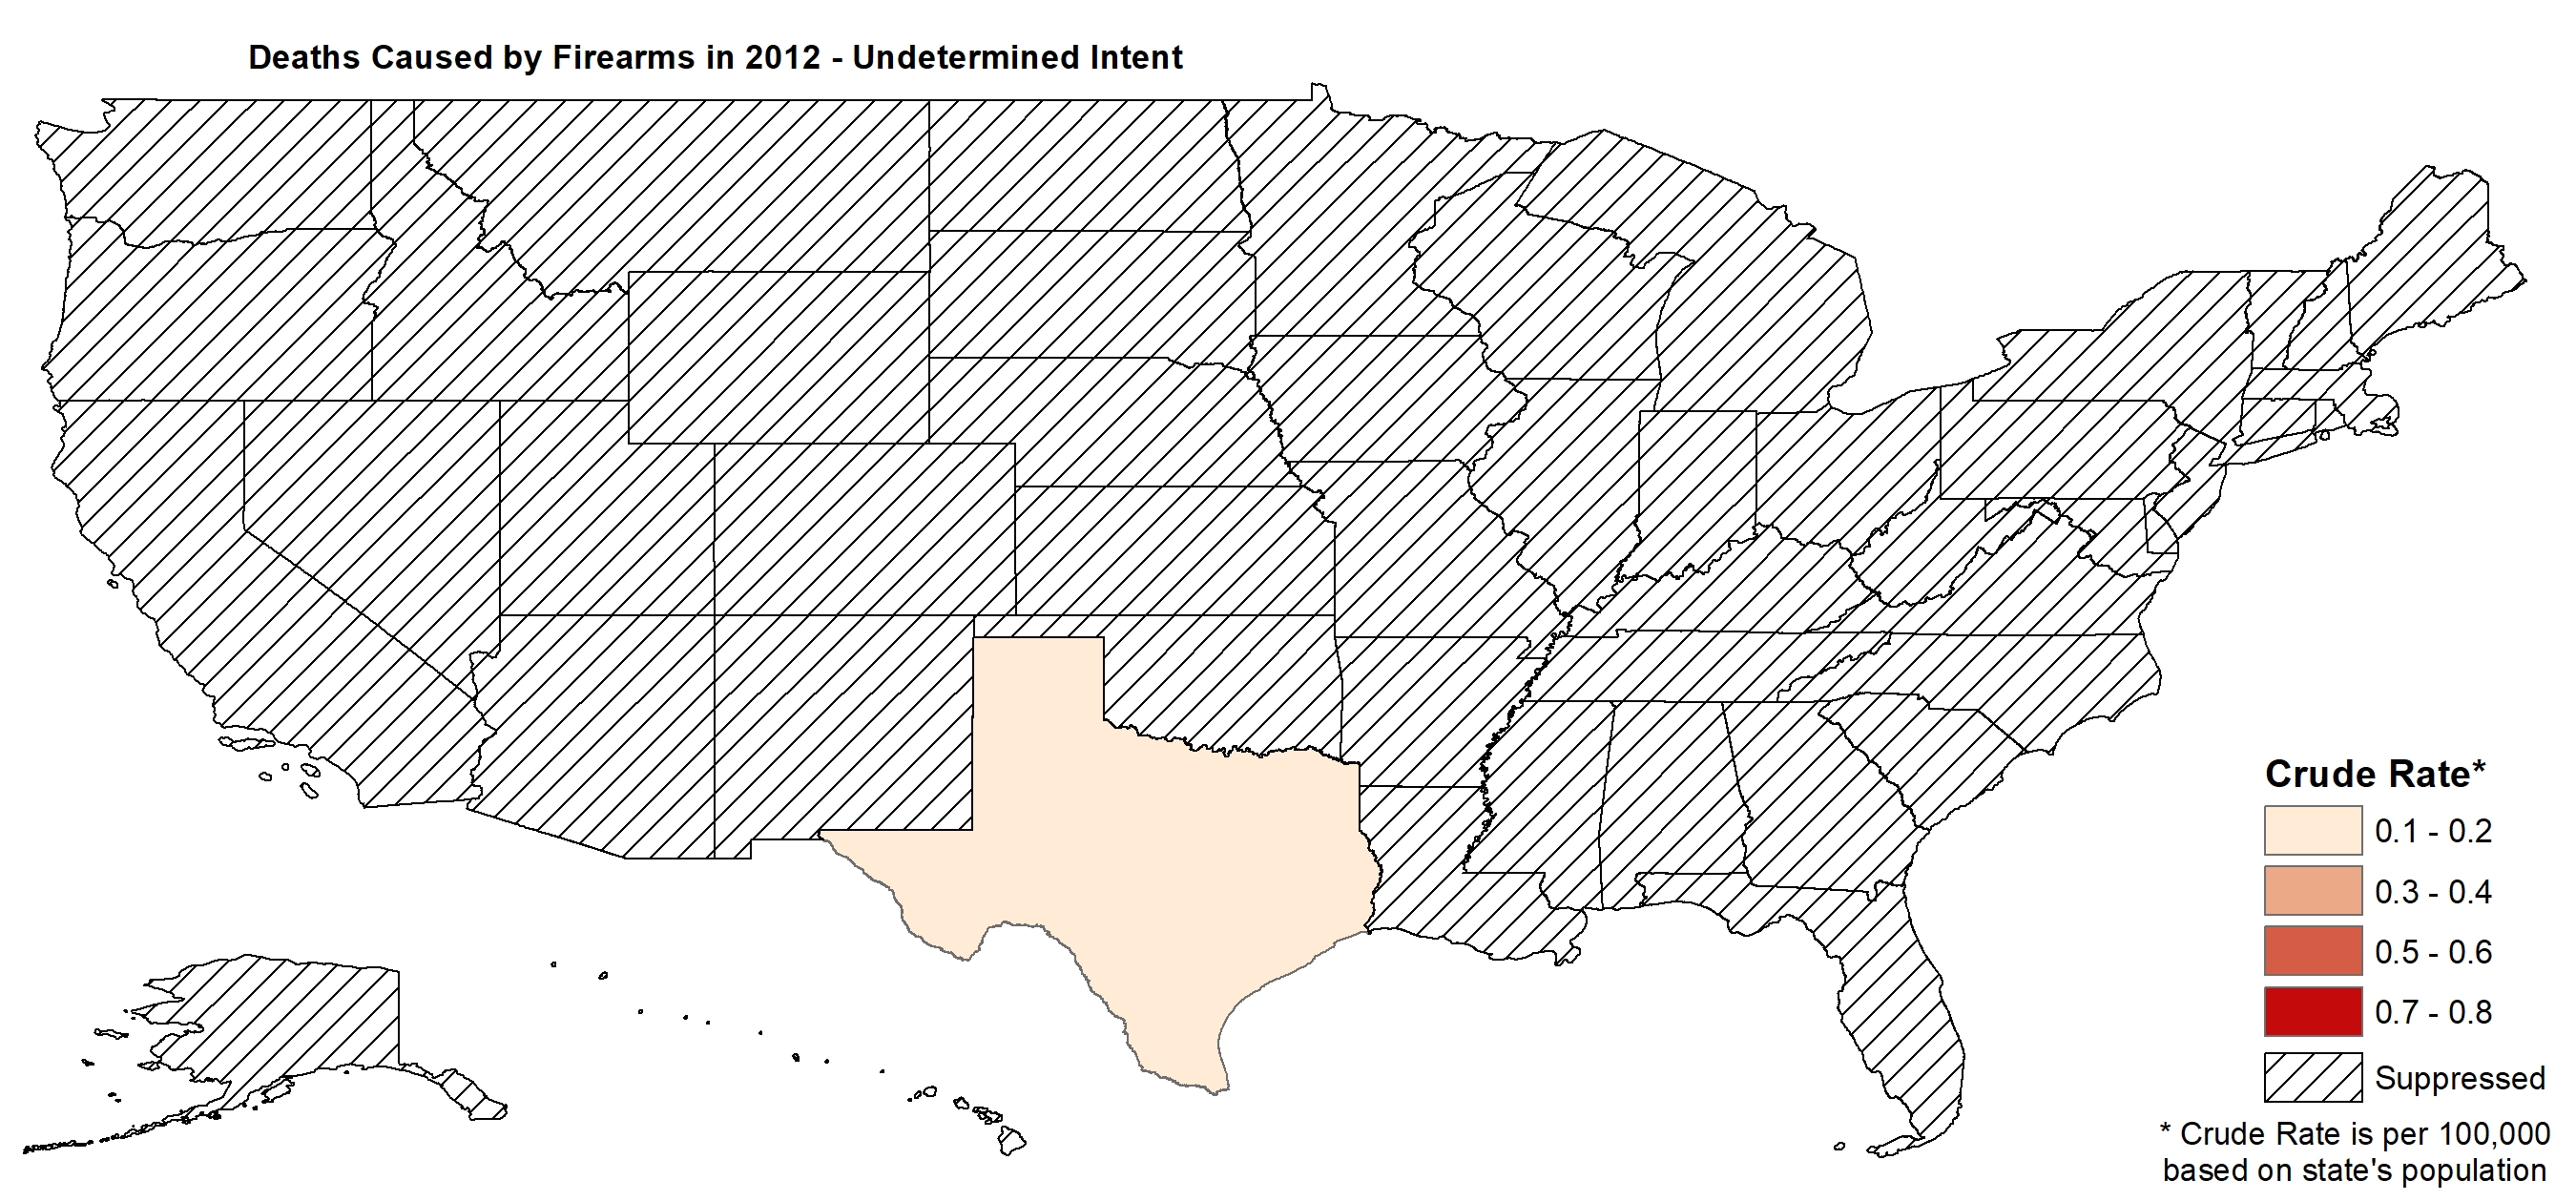 Deaths Caused by Firearms in 2012 - Undetermined Intent
Crude Rate*
0.1 - 0.2
0.3 - 0.4
0.5 - 0.6
0.7 - 0.8
Suppressed
* Crude Rate is per 100,000
based on state's population